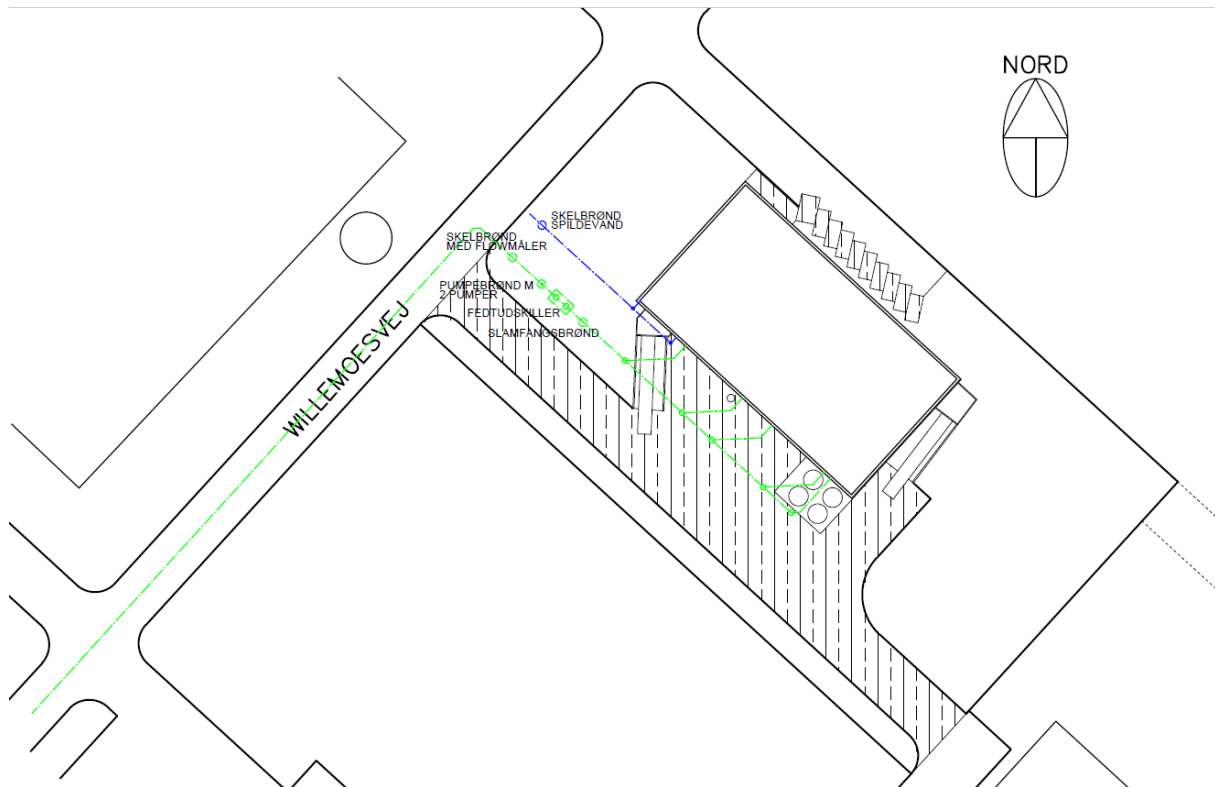 NORD
SKELBRØND
SPILDEVAND
SKELBRØND
MED FLOWMÅLER
PUMPEBRØND M
2 PUMPER
FEDTUDSKILLER
SLAMFANGSBRØND
WILLEMOESVEJ